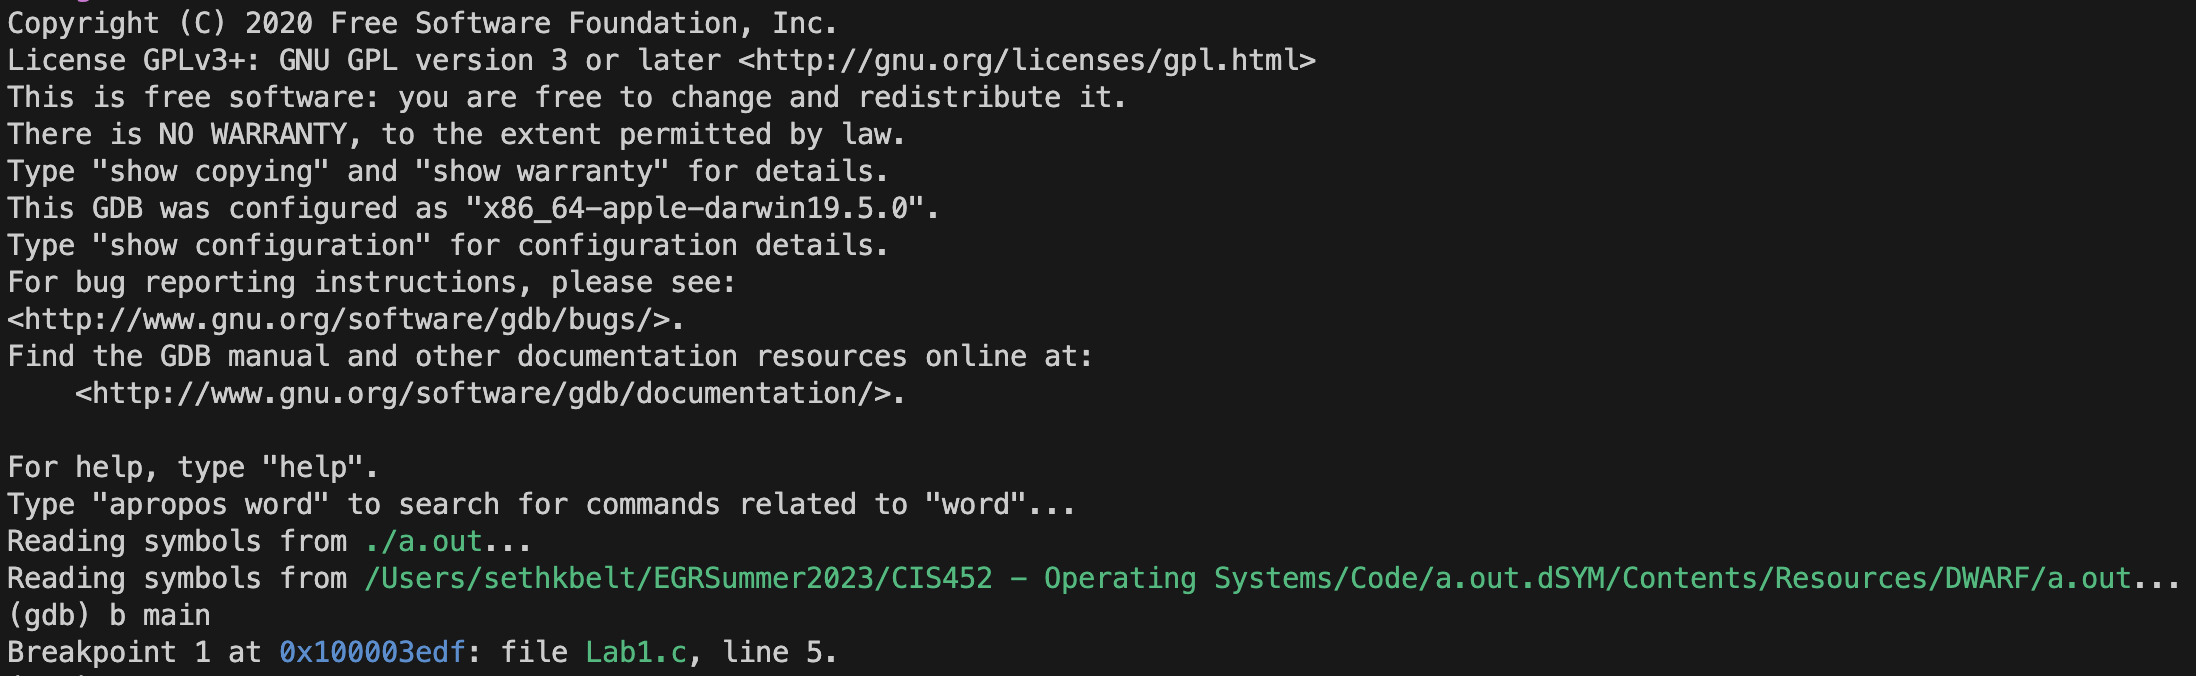 Copyright (C) 2020 Free Software Foundation, Inc.
License GPLv3+: GNU GPL version 3 or later <http://gnu.org/licenses/gpl.html>
This is free software: you are free to change and redistribute it.
There is NO WARRANTY, to the extent permitted by law.
Type "show copying" and "show warranty" for details.
This GDB was configured as "x86_64-apple-darwin19.5.0".
Type "show configuration" for configuration details.
For bug reporting instructions, please see:
<http://www.gnu.org/software/gdb/bugs/>.
Find the GDB manual and other documentation resources online at:
    <http://www.gnu.org/software/gdb/documentation/>.

For help, type "help".
Type "apropos word" to search for commands related to "word"...
Reading symbols from ./a.out...
Reading symbols from /Users/sethkbelt/EGRSummer2023/CIS452 - Operating Systems/Code/a.out.dSYM/Contents/Resources/DWARF/a.out...
(gdb) b main
Breakpoint 1 at 0x100003edf: file Lab1.c, line 5.